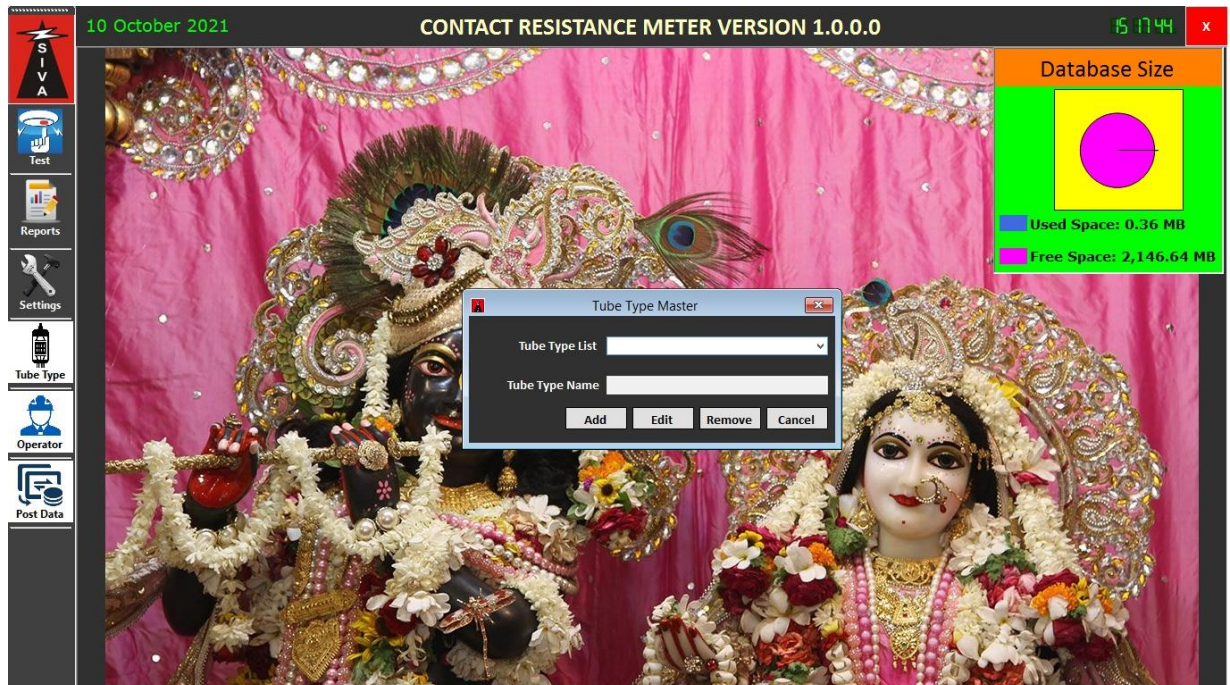 10 October 2021
CONTACT RESISTANCE METER VERSION 1.0.0.0
15 17 44
x
SIVA
Test
Reports
Settings
Tube Type
Operator
Post Data
Database Size
Used Space: 0.36 MB
Free Space: 2,146.64 MB
Tube Type Master
Tube Type List
Tube Type Name
Add
Edit
Remove
Cancel